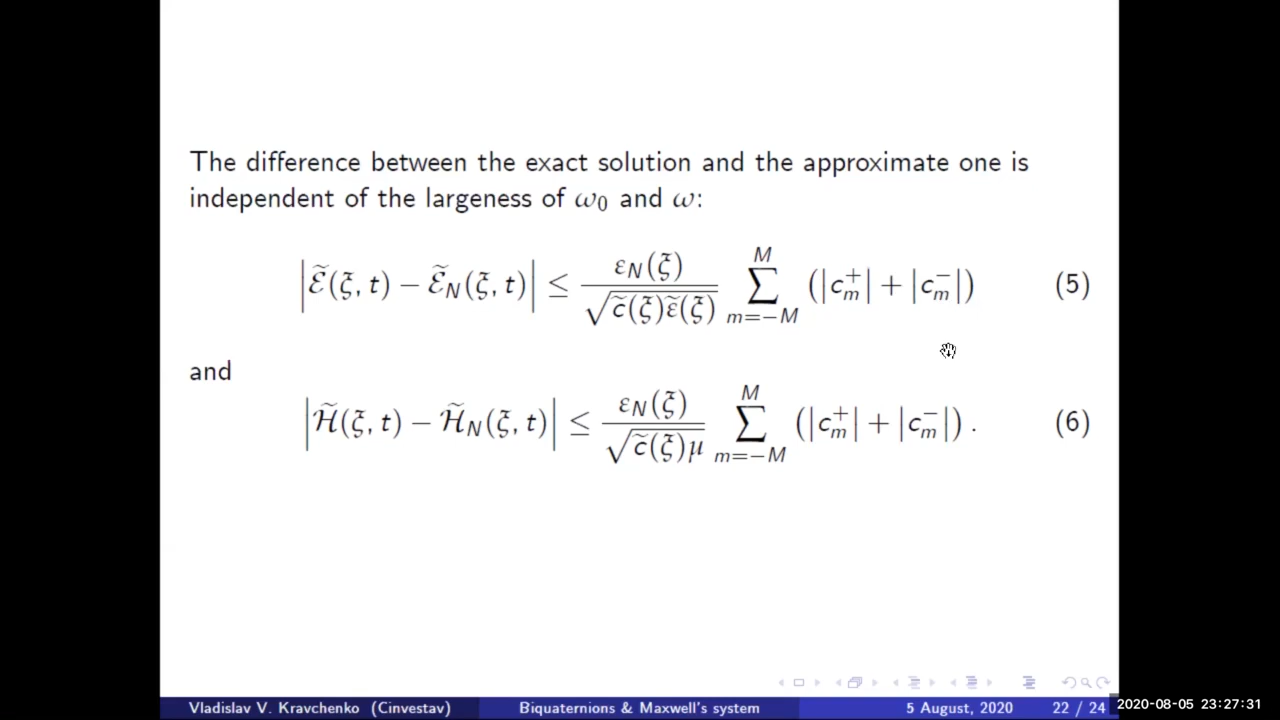 The difference between the exact solution and the approximate one is
independent of the largeness of ω₀ and ω:
|ℰ̃(ξ, t) − ℰ̃_N(ξ, t)| ≤ ε_N(ξ) / √(c̃(ξ)ε̃(ξ)) ∑_{m=−M}^{M} (|c_m^+| + |c_m^−|) (5)
and
|ℋ̃(ξ, t) − ℋ̃_N(ξ, t)| ≤ ε_N(ξ) / √(c̃(ξ)μ) ∑_{m=−M}^{M} (|c_m^+| + |c_m^−|) . (6)
Vladislav V. Kravchenko (Cinvestav) Biquaternions & Maxwell's system 5 August, 2020 22 / 24
2020-08-05 23:27:31